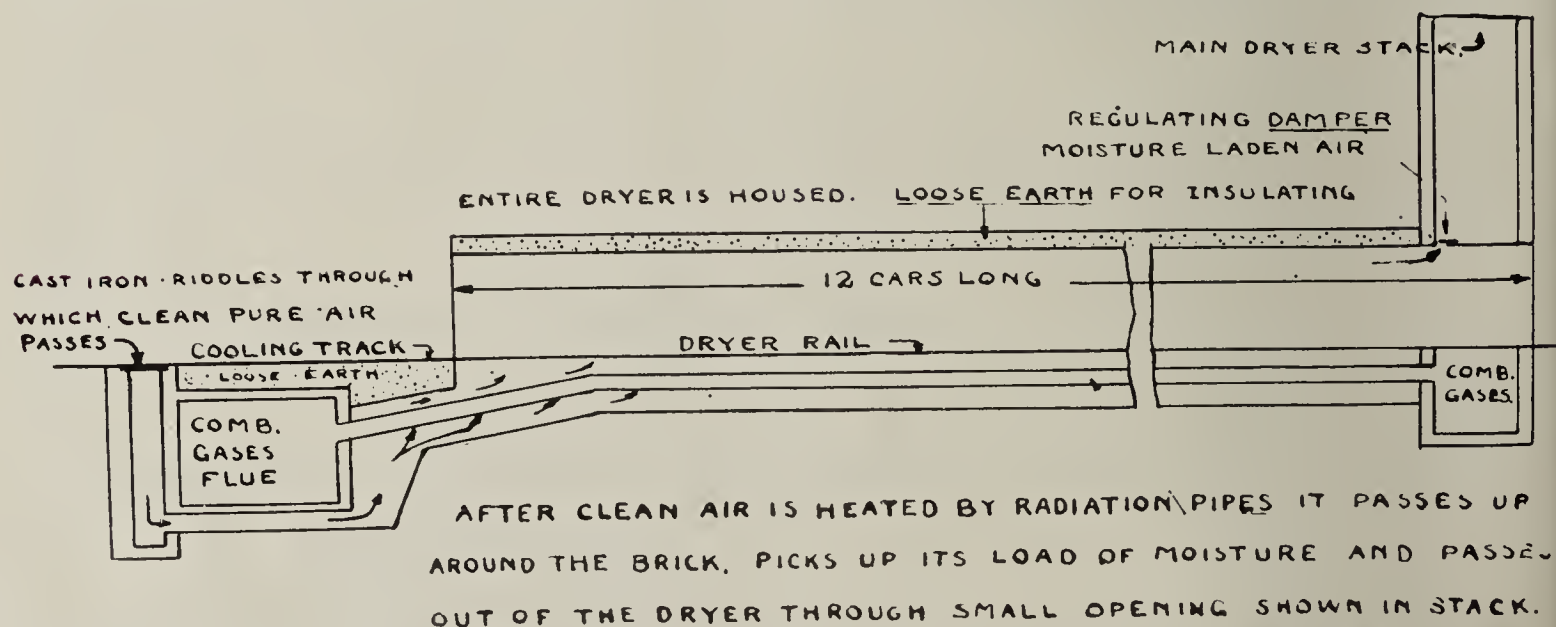 MAIN DRYER STACK.
REGULATING DAMPER
MOISTURE LADEN AIR
ENTIRE DRYER IS HOUSED. LOOSE EARTH FOR INSULATING
12 CARS LONG
CAST IRON RIDDLES THROUGH
WHICH CLEAN PURE AIR
PASSES
COOLING TRACK
LOOSE EARTH
DRYER RAIL
COMB.
GASES
FLUE
COMB.
GASES.
AFTER CLEAN AIR IS HEATED BY RADIATION PIPES IT PASSES UP
AROUND THE BRICK, PICKS UP ITS LOAD OF MOISTURE AND PASSES
OUT OF THE DRYER THROUGH SMALL OPENING SHOWN IN STACK.